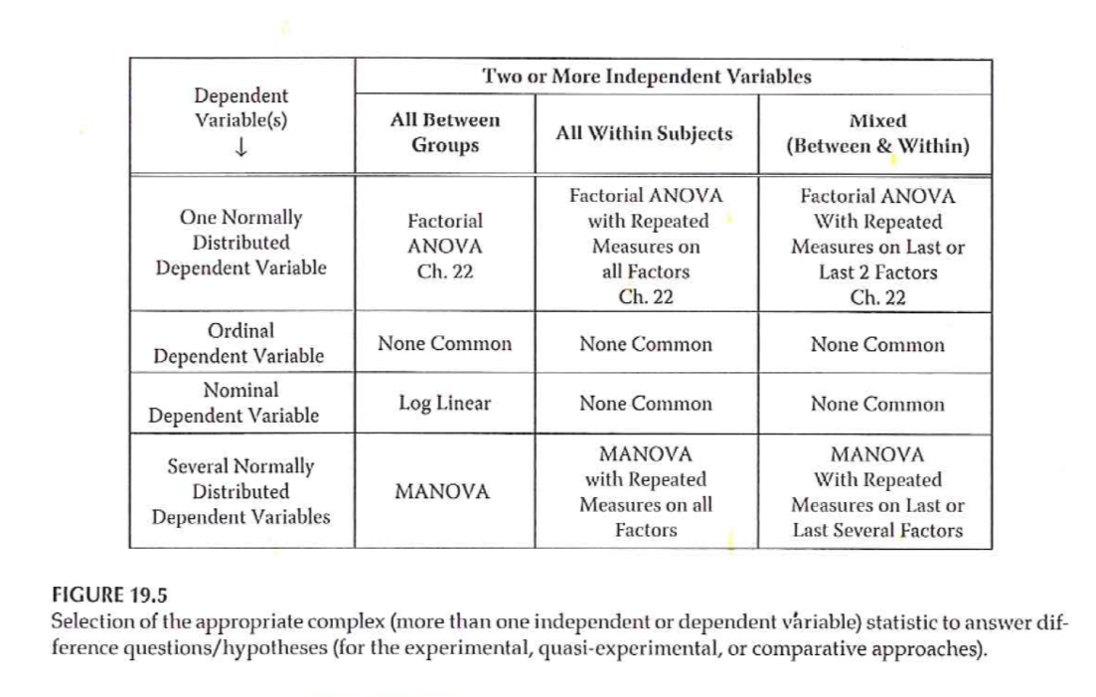 Dependent
Variable(s)
↓
Two or More Independent Variables
All Between
Groups
All Within Subjects
Mixed
(Between & Within)
One Normally
Distributed
Dependent Variable
Factorial
ANOVA
Ch. 22
Factorial ANOVA
with Repeated
Measures on
all Factors
Ch. 22
Factorial ANOVA
With Repeated
Measures on Last or
Last 2 Factors
Ch. 22
Ordinal
Dependent Variable
None Common
None Common
None Common
Nominal
Dependent Variable
Log Linear
None Common
None Common
Several Normally
Distributed
Dependent Variables
MANOVA
MANOVA
with Repeated
Measures on all
Factors
MANOVA
With Repeated
Measures on Last or
Last Several Factors
FIGURE 19.5
Selection of the appropriate complex (more than one independent or dependent variable) statistic to answer dif-
ference questions/hypotheses (for the experimental, quasi-experimental, or comparative approaches).